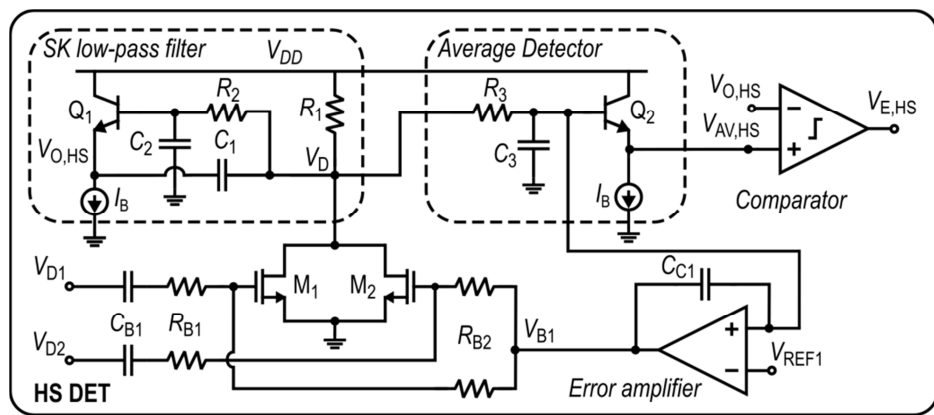 SK low-pass filter
V_DD
Average Detector
Q1
R2
R1
R3
Q2
V_O,HS
V_E,HS
V_O,HS
C2
C1
V_D
C3
V_AV,HS
I_B
I_B
Comparator
V_D1
M1
M2
C_C1
C_B1
R_B1
R_B2
V_B1
V_D2
V_REF1
HS DET
Error amplifier